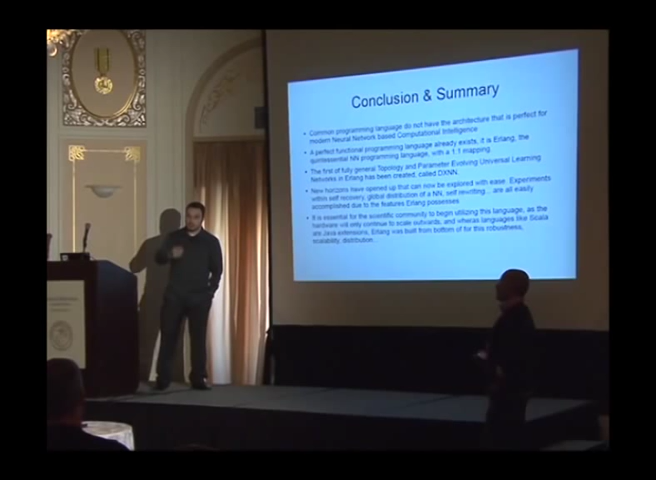 Conclusion & Summary
• Common programming language do not have the architecture that is perfect for
modern Neural Network based Computational Intelligence
• A perfect functional programming language already exists, it is Erlang, the
quintessential NN programming language, with a 1:1 mapping.
• The first of fully general Topology and Parameter Evolving Universal Learning
Networks in Erlang has been created, called DXNN.
• New horizons have opened up that can now be explored with ease. Experiments
within self recovery, global distribution of a NN, self rewriting... are all easily
accomplished due to the features Erlang possesses
• It is essential for the scientific community to begin utilizing this language, as the
hardware will only continue to scale outwards, and wheras languages like Scala
are Java extensions, Erlang was built from bottom of for this robustness,
scalability, distribution.